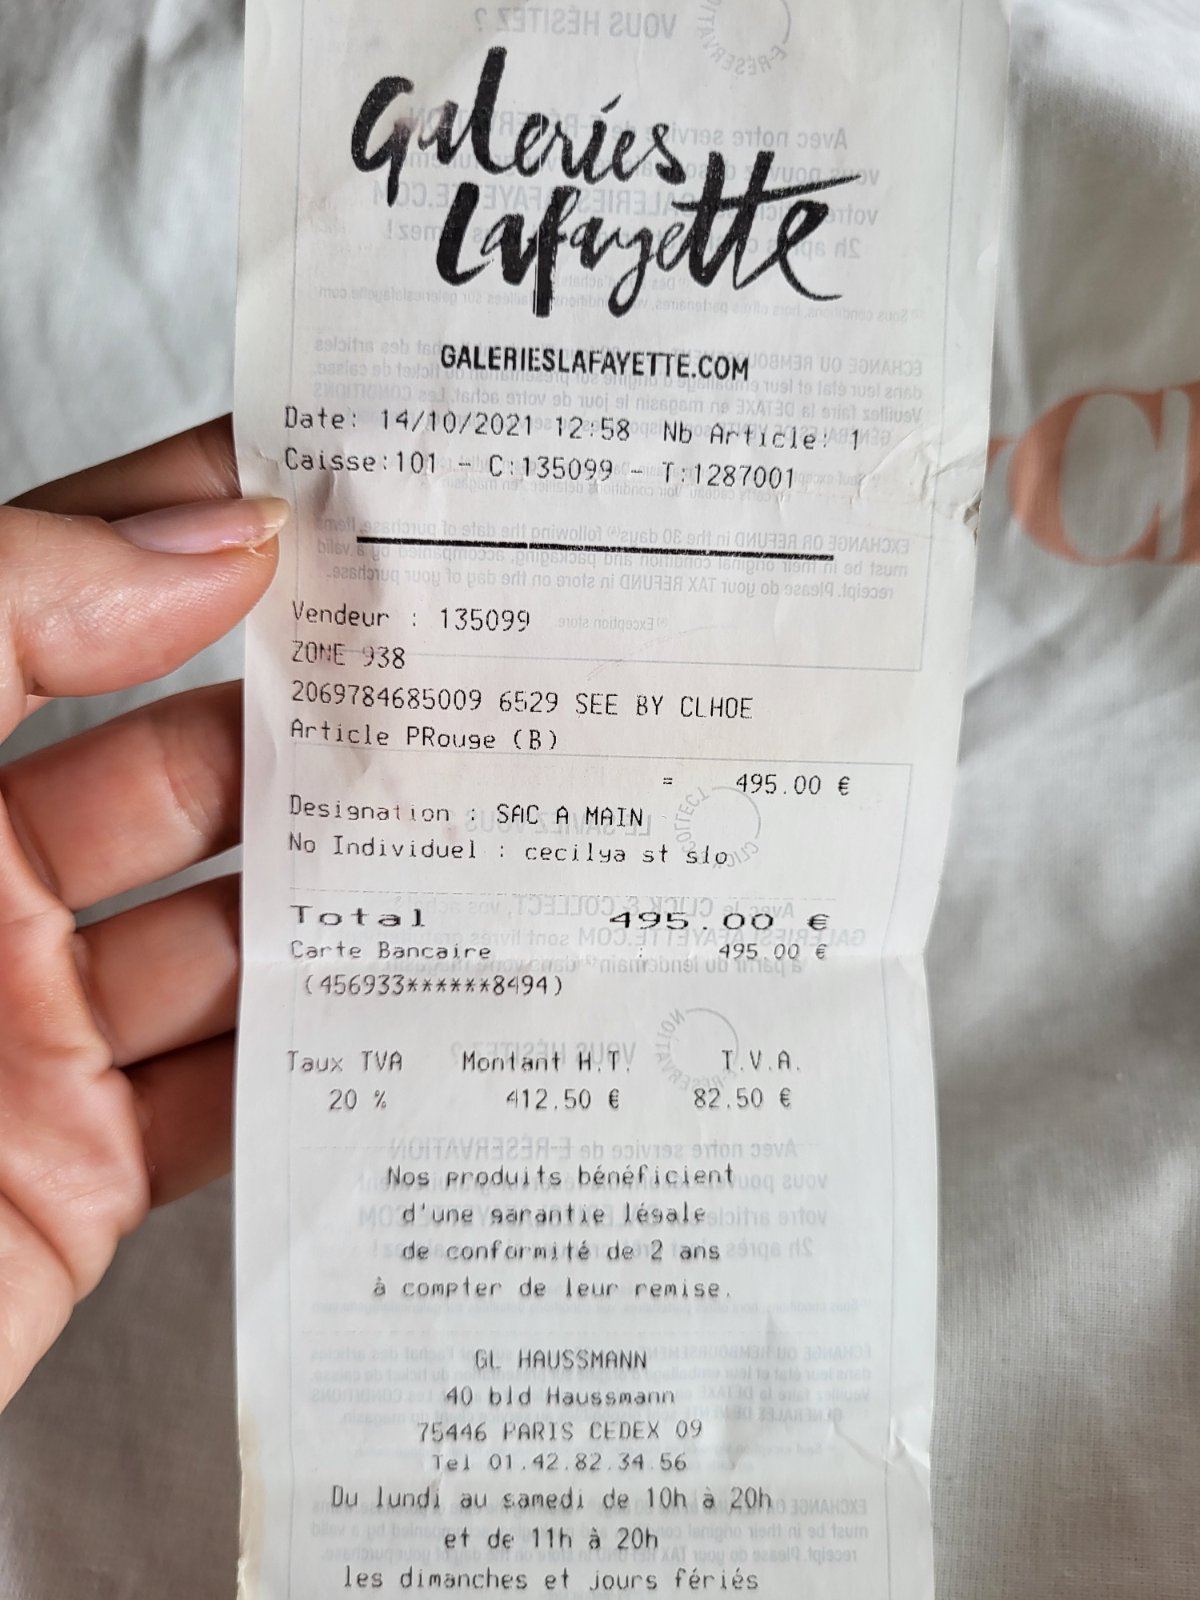 Galeries
Lafayette
GALERIESLAFAYETTE.COM
Date: 14/10/2021 12:58 Nb Article: 1
Caisse:101 - C:135099 - T:1287001
Vendeur : 135099
ZONE 938
2069784685009 6529 SEE BY CLHOE
Article PRouge (B)
= 495.00 €
Designation : SAC A MAIN
No Individuel : cecilya st slo
Total 495.00 €
Carte Bancaire : 495.00 €
(456933******8494)
Taux TVA Montant H.T. T.V.A.
20 % 412.50 € 82.50 €
Nos produits bénéficient
d'une garantie légale
de conformité de 2 ans
à compter de leur remise.
GL HAUSSMANN
40 bld Haussmann
75446 PARIS CEDEX 09
Tel 01.42.82.34.56
Du lundi au samedi de 10h à 20h
et de 11h à 20h
les dimanches et jours fériés